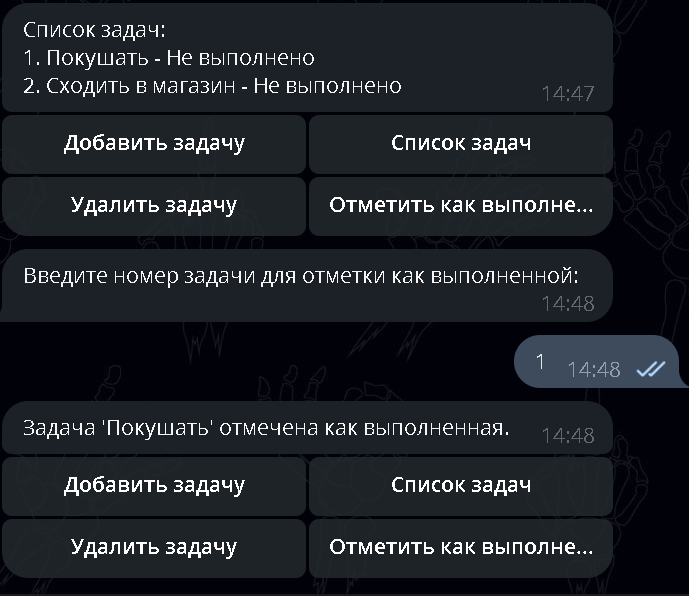 Список задач:
1. Покушать - Не выполнено
2. Сходить в магазин - Не выполнено
14:47
Добавить задачу
Список задач
Удалить задачу
Отметить как выполне...
Введите номер задачи для отметки как выполненной:
14:48
1 14:48
Задача 'Покушать' отмечена как выполненная. 14:48
Добавить задачу
Список задач
Удалить задачу
Отметить как выполне...